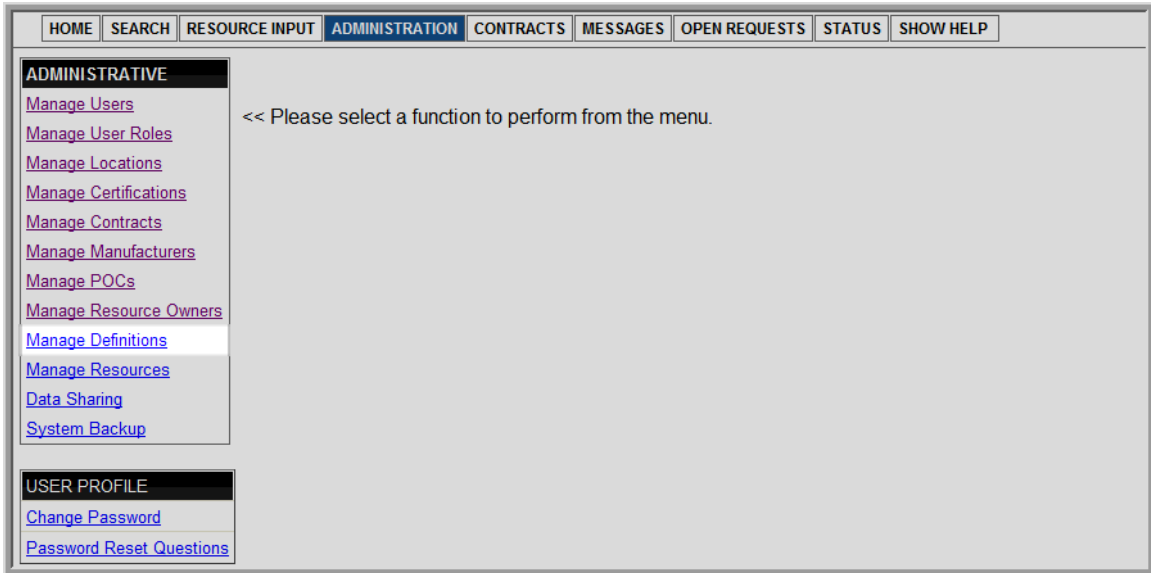 HOME SEARCH RESOURCE INPUT ADMINISTRATION CONTRACTS MESSAGES OPEN REQUESTS STATUS SHOW HELP
ADMINISTRATIVE
Manage Users
<< Please select a function to perform from the menu.
Manage User Roles
Manage Locations
Manage Certifications
Manage Contracts
Manage Manufacturers
Manage POCs
Manage Resource Owners
Manage Definitions
Manage Resources
Data Sharing
System Backup
USER PROFILE
Change Password
Password Reset Questions